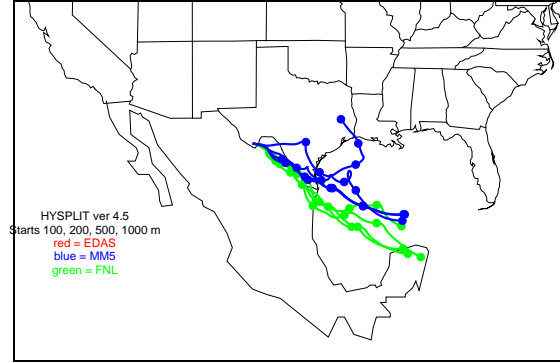 HYSPLIT ver 4.5
Starts 100, 200, 500, 1000 m
red = EDAS
blue = MM5
green = FNL